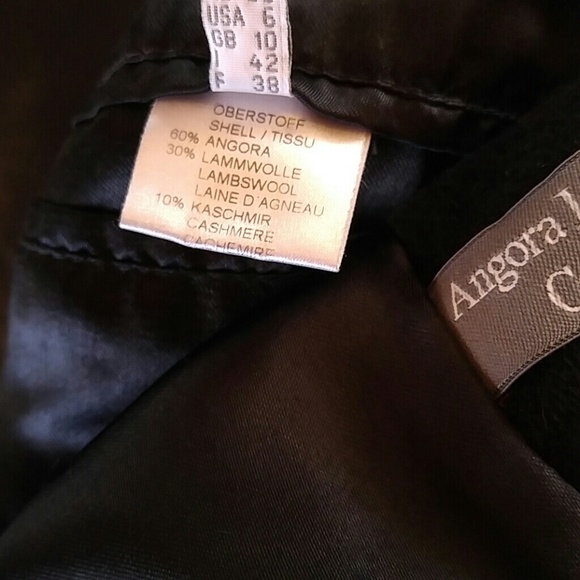 USA 6
GB 10
I 42
F 38
OBERSTOFF
SHELL / TISSU
60% ANGORA
30% LAMMWOLLE
LAMBSWOOL
LAINE D'AGNEAU
10% KASCHMIR
CASHMERE
CACHEMIRE
Angora
C